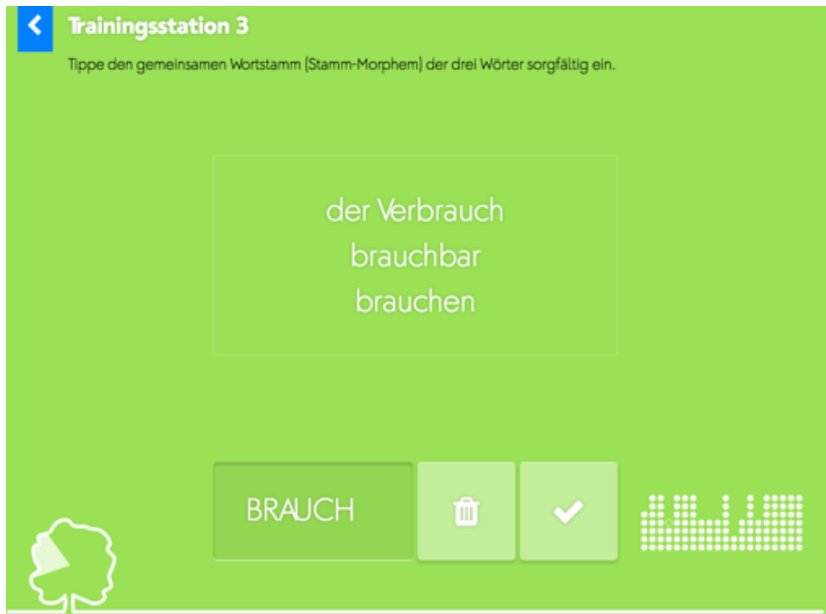 Trainingsstation 3
Tippe den gemeinsamen Wortstamm (Stamm-Morphem) der drei Wörter sorgfältig ein.
der Verbrauch
brauchbar
brauchen
BRAUCH